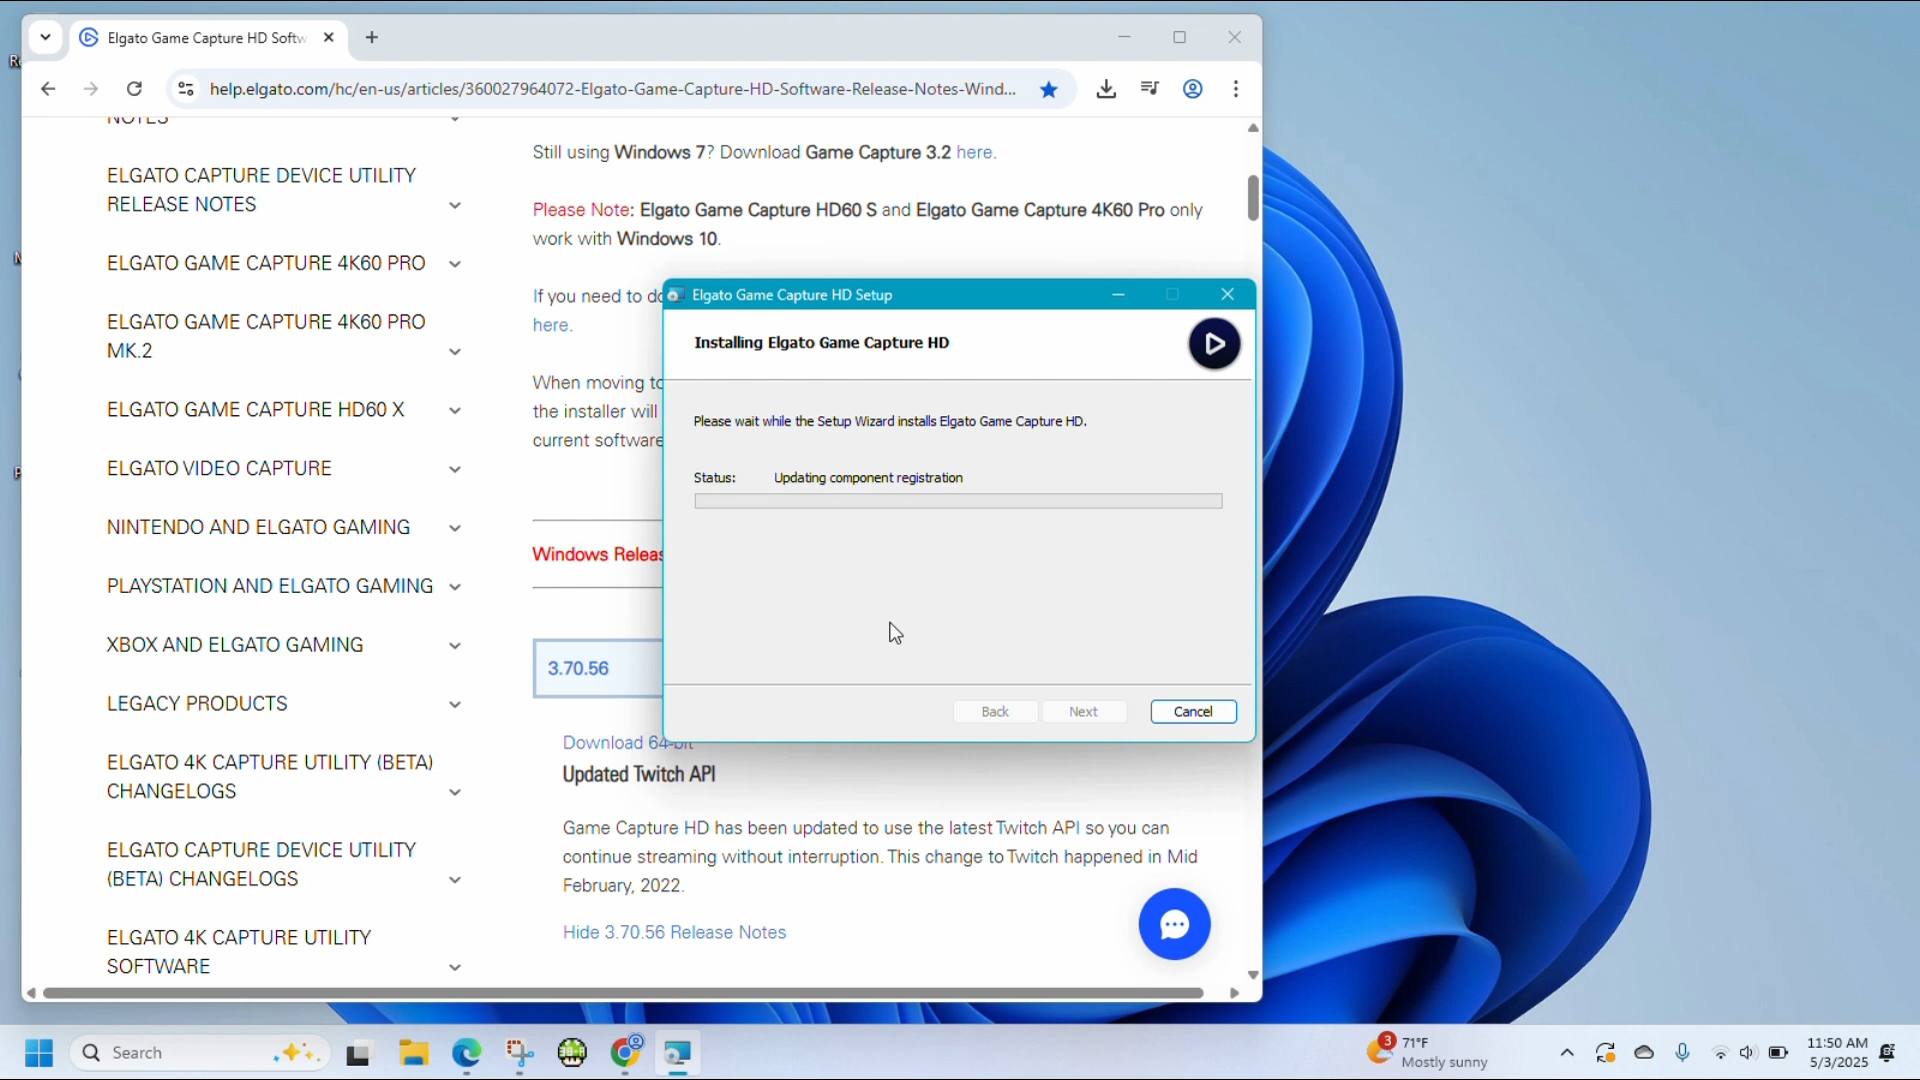 Elgato Game Capture HD Softw
help.elgato.com/hc/en-us/articles/360027964072-Elgato-Game-Capture-HD-Software-Release-Notes-Wind...
NOTES
ELGATO CAPTURE DEVICE UTILITY
RELEASE NOTES
ELGATO GAME CAPTURE 4K60 PRO
ELGATO GAME CAPTURE 4K60 PRO
MK.2
ELGATO GAME CAPTURE HD60 X
ELGATO VIDEO CAPTURE
NINTENDO AND ELGATO GAMING
PLAYSTATION AND ELGATO GAMING
XBOX AND ELGATO GAMING
LEGACY PRODUCTS
ELGATO 4K CAPTURE UTILITY (BETA)
CHANGELOGS
ELGATO CAPTURE DEVICE UTILITY
(BETA) CHANGELOGS
ELGATO 4K CAPTURE UTILITY
SOFTWARE
Still using Windows 7? Download Game Capture 3.2 here.
Please Note: Elgato Game Capture HD60 S and Elgato Game Capture 4K60 Pro only
work with Windows 10.
If you need to do
here.
When moving to
the installer will
current software
Windows Releas
3.70.56
Download 64-bit
Updated Twitch API
Game Capture HD has been updated to use the latest Twitch API so you can
continue streaming without interruption. This change to Twitch happened in Mid
February, 2022.
Hide 3.70.56 Release Notes
Elgato Game Capture HD Setup
Installing Elgato Game Capture HD
Please wait while the Setup Wizard installs Elgato Game Capture HD.
Status: Updating component registration
Back Next Cancel
Search
3
71°F
Mostly sunny
11:50 AM
5/3/2025